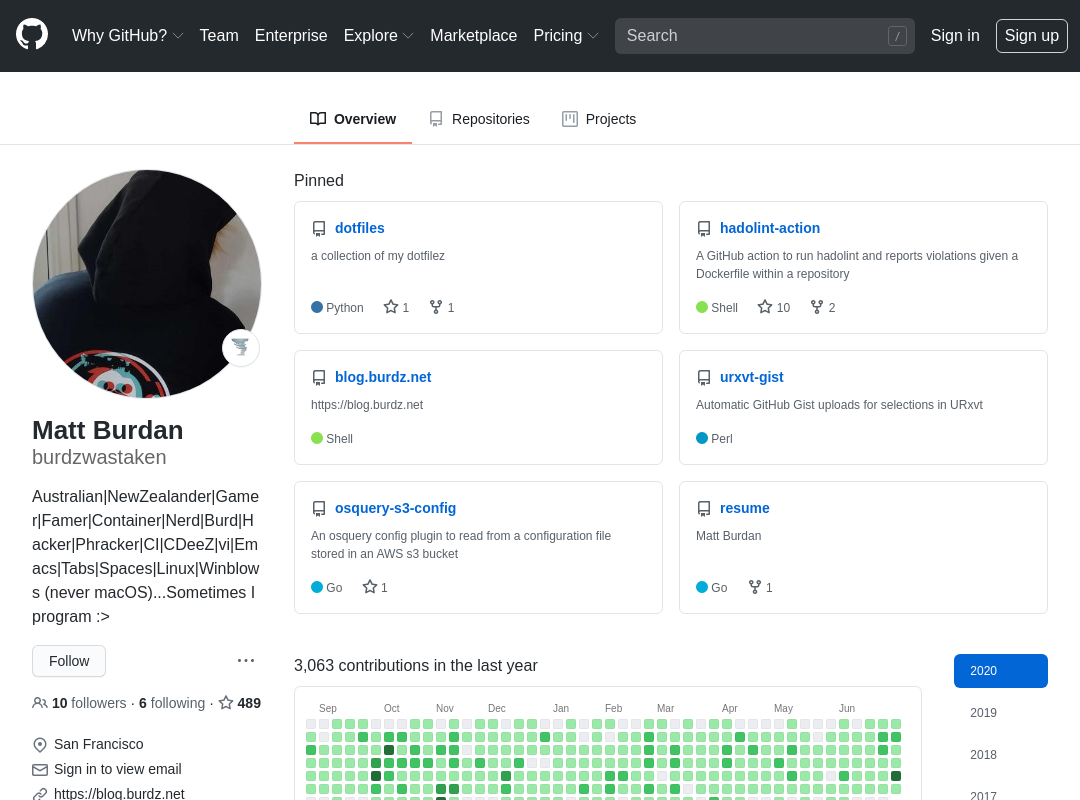 Why GitHub? Team Enterprise Explore Marketplace Pricing Search / Sign in Sign up
Overview Repositories Projects
Pinned
dotfiles
a collection of my dotfilez
Python 1 1
hadolint-action
A GitHub action to run hadolint and reports violations given a
Dockerfile within a repository
Shell 10 2
blog.burdz.net
https://blog.burdz.net
Shell
urxvt-gist
Automatic GitHub Gist uploads for selections in URxvt
Perl
osquery-s3-config
An osquery config plugin to read from a configuration file
stored in an AWS s3 bucket
Go 1
resume
Matt Burdan
Go 1
Matt Burdan
burdzwastaken
Australian|NewZealander|Game
r|Famer|Container|Nerd|Burd|H
acker|Phracker|CI|CDeeZ|vi|Em
acs|Tabs|Spaces|Linux|Winblow
s (never macOS)...Sometimes I
program :>
Follow
10 followers · 6 following · 489
San Francisco
Sign in to view email
https://blog.burdz.net
3,063 contributions in the last year
Sep Oct Nov Dec Jan Feb Mar Apr May Jun
2020
2019
2018
2017